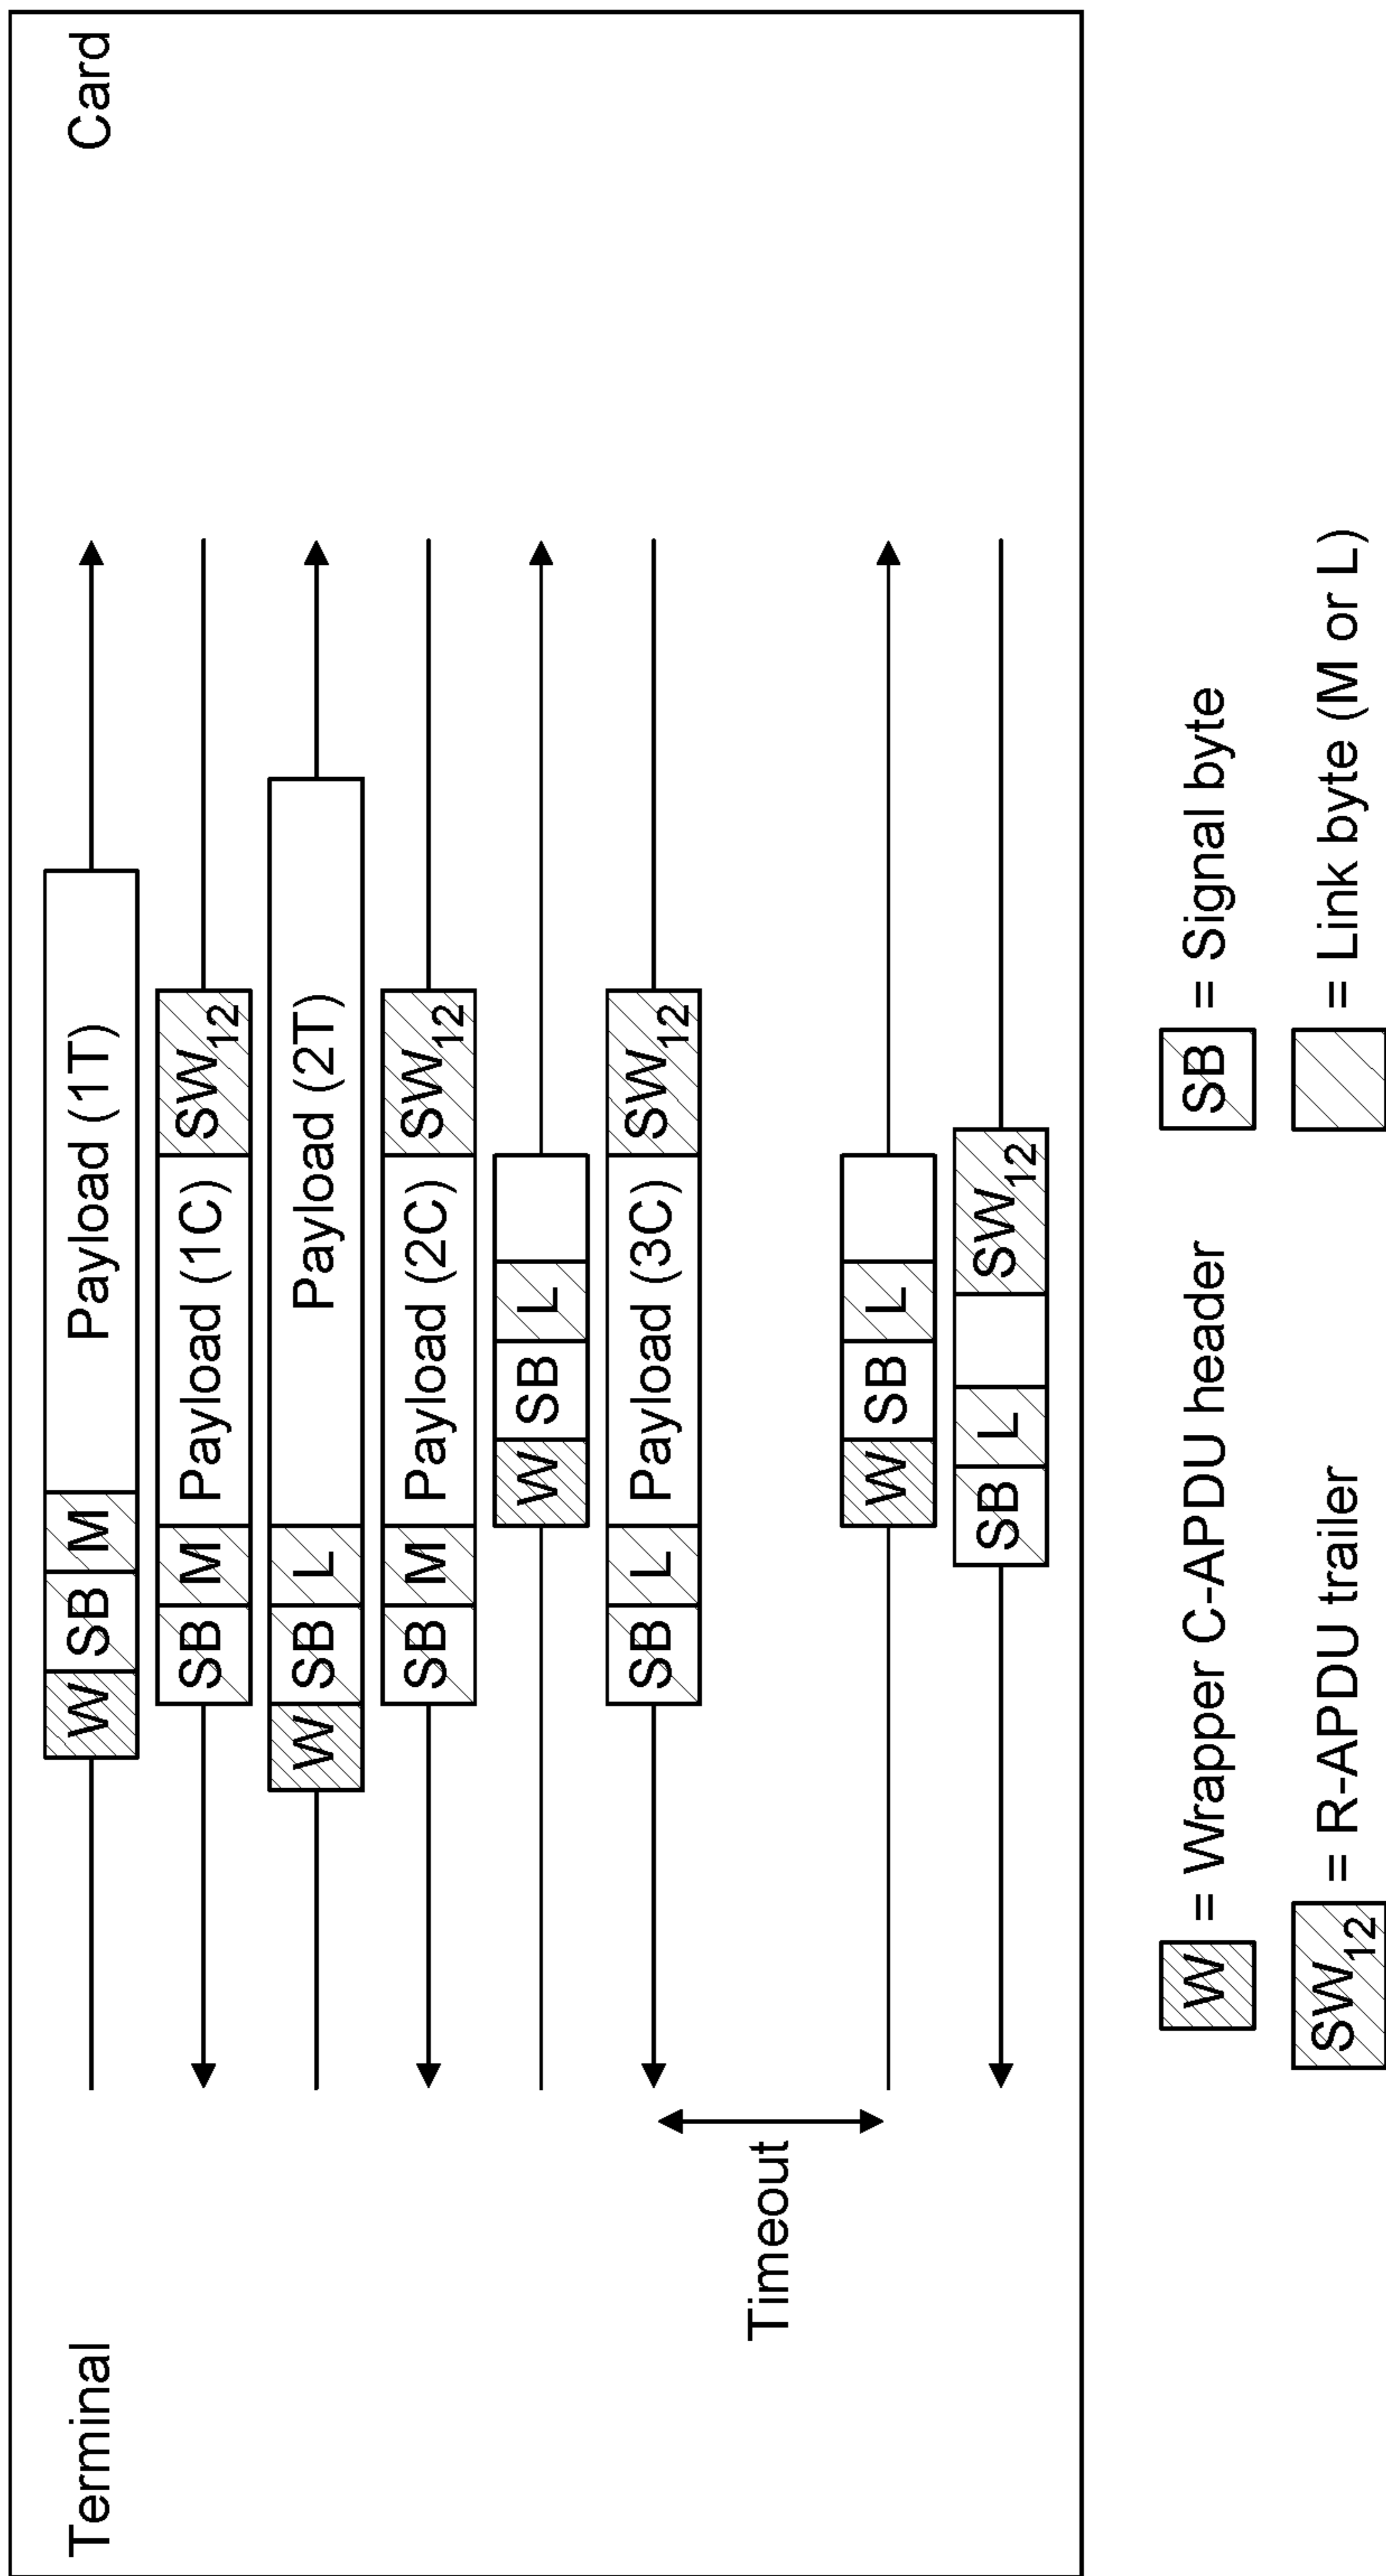 Terminal Card
W SB M Payload (1T)
SB M Payload (1C) SW12
W SB L Payload (2T)
SB M Payload (2C) SW12
W SB L
SB L Payload (3C) SW12
Timeout
W SB L
SB L SW12
W = Wrapper C-APDU header SB = Signal byte
SW12 = R-APDU trailer = Link byte (M or L)